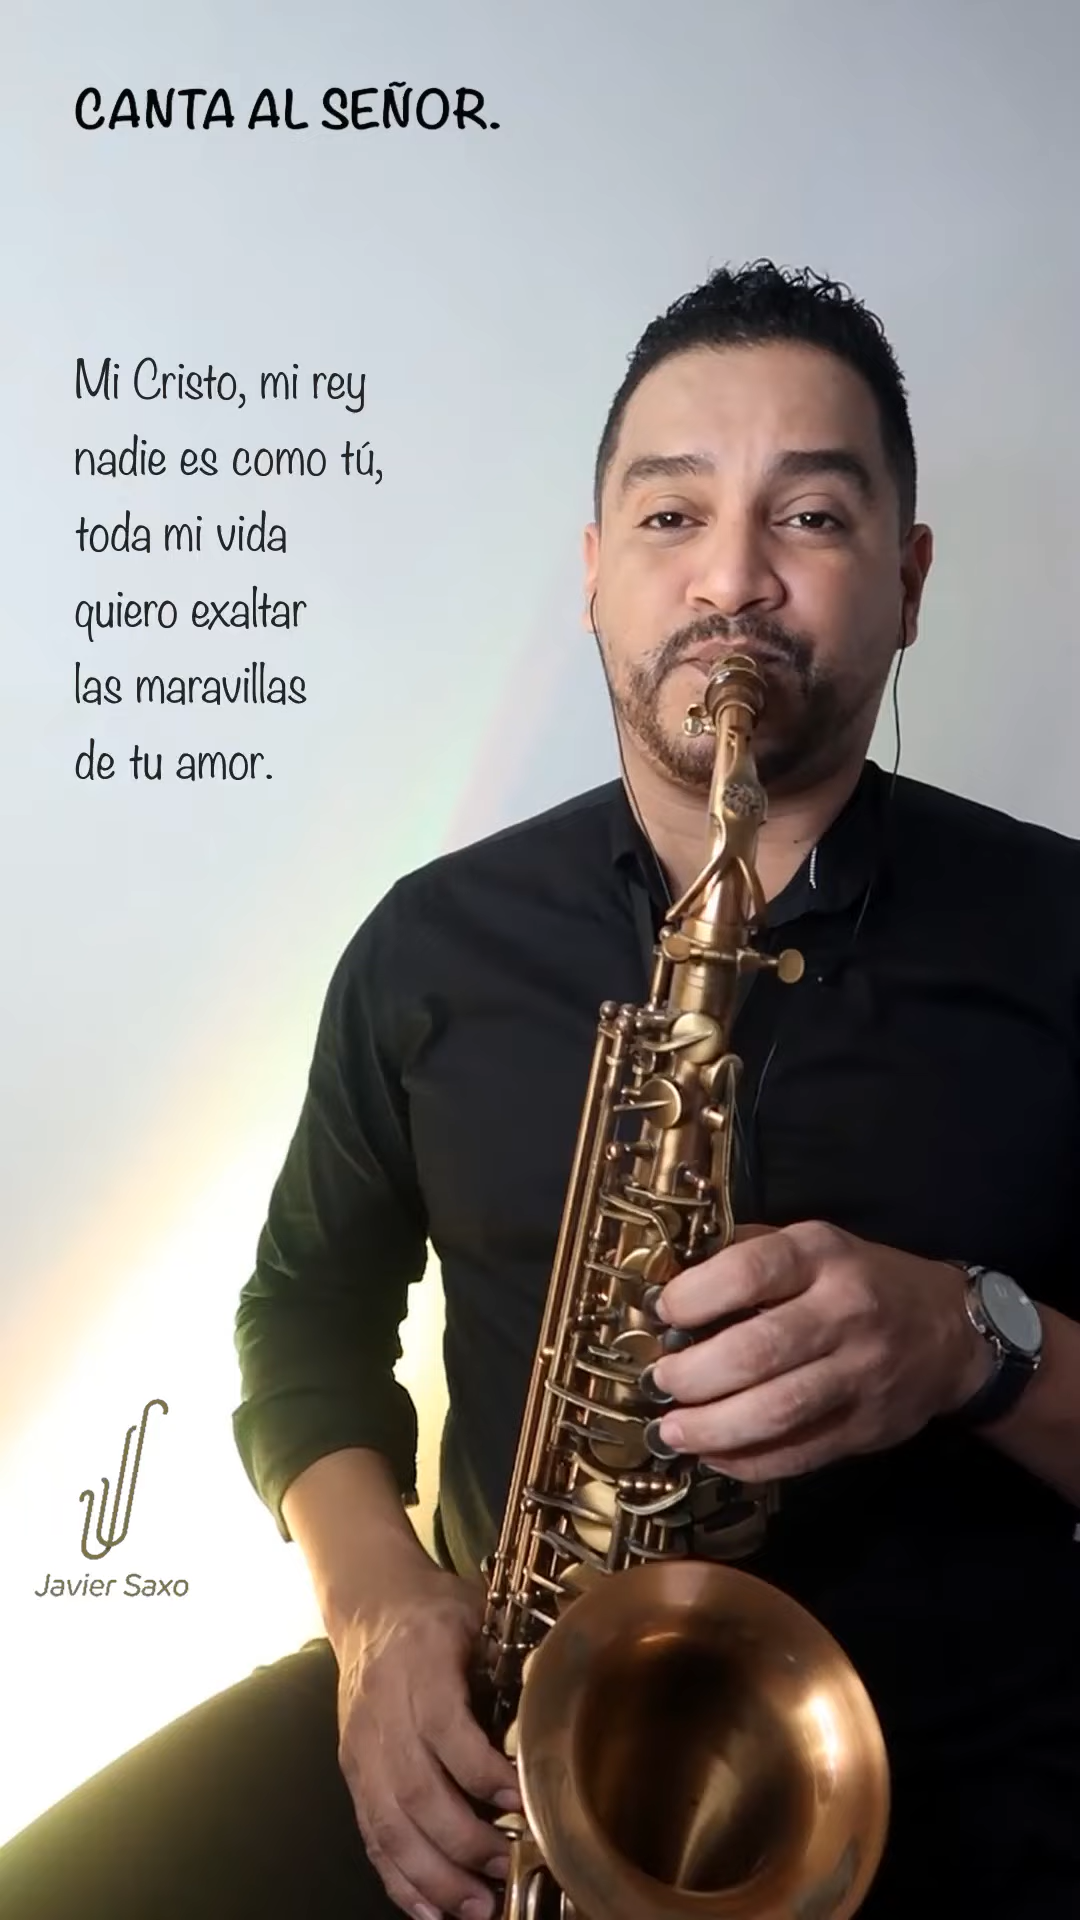 CANTA AL SEÑOR.
Mi Cristo, mi rey
nadie es como tú,
toda mi vida
quiero exaltar
las maravillas
de tu amor.
Javier Saxo